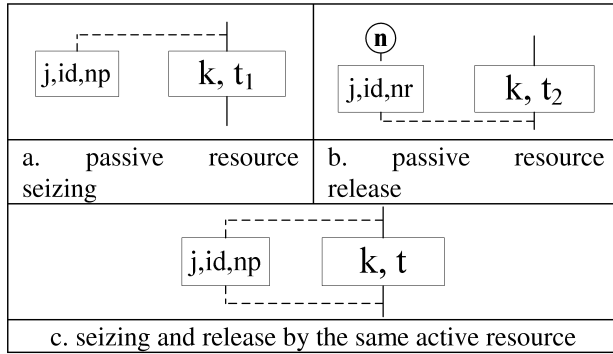 j,id,np
k, t1
n
j,id,nr
k, t2
a. passive resource
seizing
b. passive resource
release
j,id,np
k, t
c. seizing and release by the same active resource